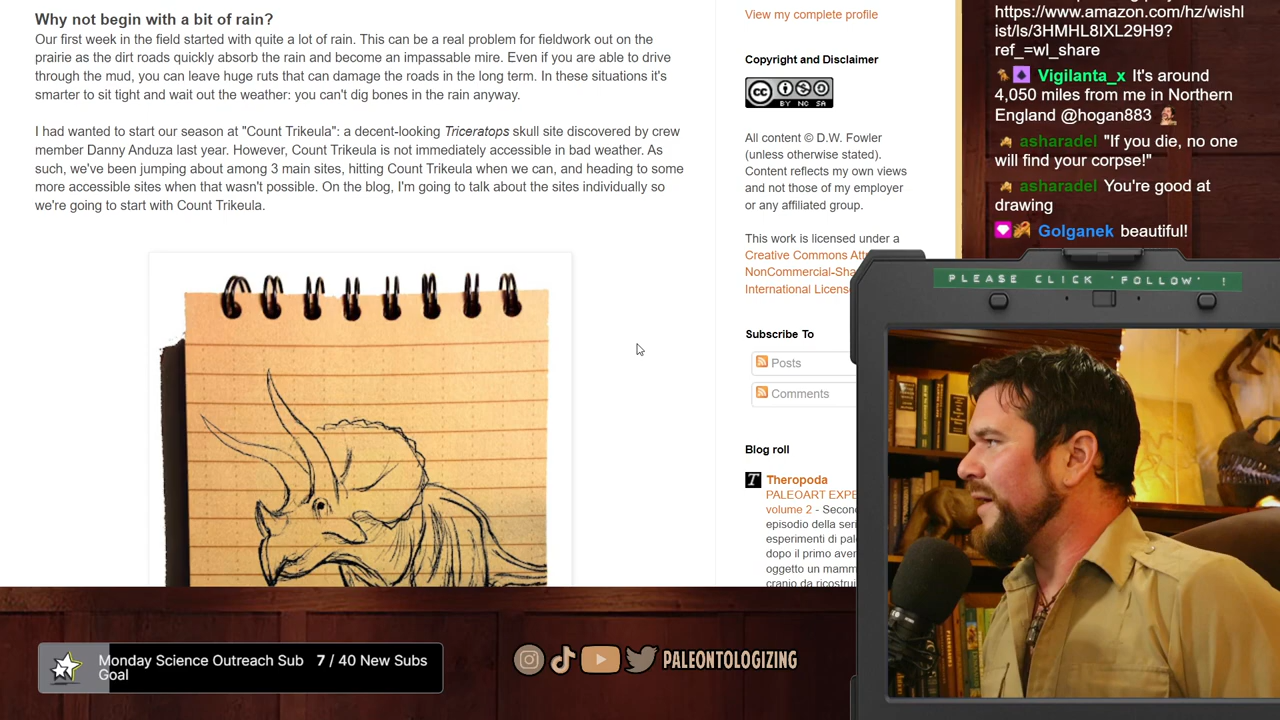 Why not begin with a bit of rain?
Our first week in the field started with quite a lot of rain. This can be a real problem for fieldwork out on the
prairie as the dirt roads quickly absorb the rain and become an impassable mire. Even if you are able to drive
through the mud, you can leave huge ruts that can damage the roads in the long term. In these situations it's
smarter to sit tight and wait out the weather: you can't dig bones in the rain anyway.
I had wanted to start our season at "Count Trikeula": a decent-looking Triceratops skull site discovered by crew
member Danny Anduza last year. However, Count Trikeula is not immediately accessible in bad weather. As
such, we've been jumping about among 3 main sites, hitting Count Trikeula when we can, and heading to some
more accessible sites when that wasn't possible. On the blog, I'm going to talk about the sites individually so
we're going to start with Count Trikeula.
View my complete profile
Copyright and Disclaimer
cc BY NC SA
All content © D.W. Fowler
(unless otherwise stated).
Content reflects my own views
and not those of my employer
or any affiliated group.
This work is licensed under a
Creative Commons
International License
Subscribe To
Posts
Comments
Blog roll
T Theropoda
PALEOART
volume 2 -
episodio della
esperimenti di
dopo il primo
oggetto un
cranio da
https://www.amazon.com/hz/wishl
ist/ls/3HMHL8IXL29H9?
ref_=wl_share
Vigilanta_x It's around
4,050 miles from me in Northern
England @hogan883
asharadel "If you die, no one
will find your corpse!"
asharadel You're good at
drawing
Golganek beautiful!
PLEASE CLICK 'FOLLOW' !
Monday Science Outreach Sub Goal 7 / 40 New Subs
PALEONTOLOGIZING